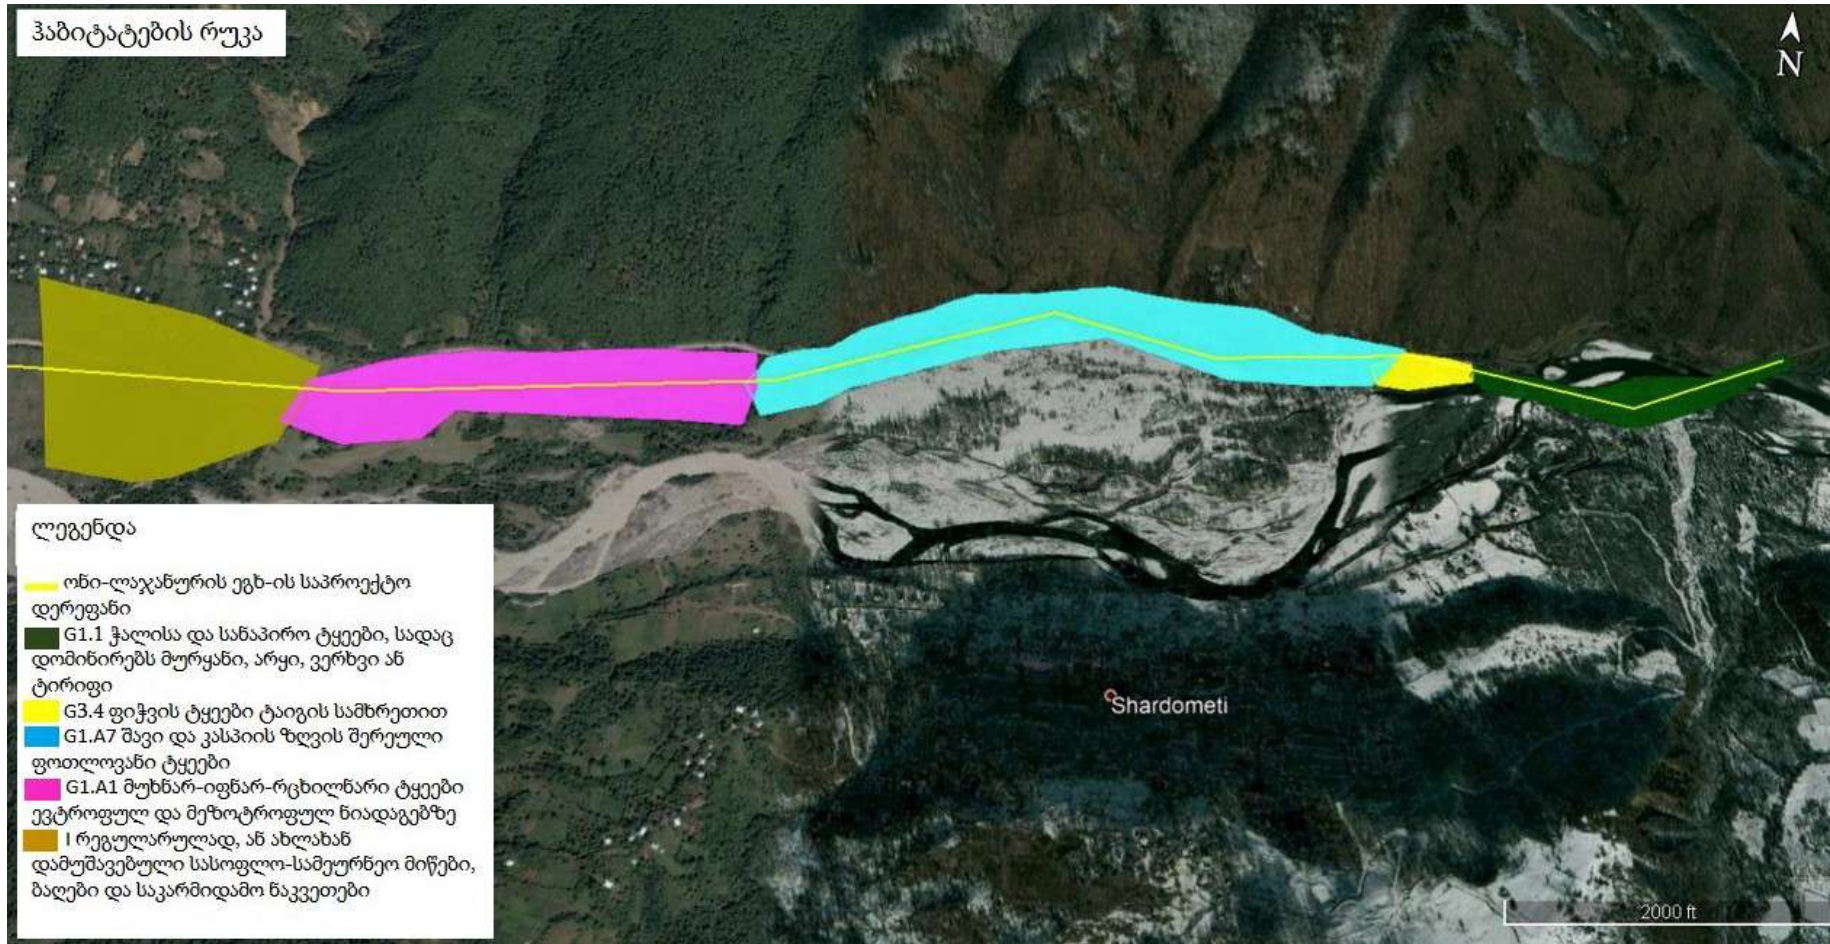 ჰაბიტატების რუკა
N
ლეგენდა
ონი-ლაჯანურის ეგხ-ის საპროექტო
დერეფანი
G1.1 ჭალისა და სანაპირო ტყეები, სადაც
დომინირებს მურყანი, არყი, ვერხვი ან
ტირიფი
G3.4 ფიჭვის ტყეები ტაიგის სამხრეთით
G1.A7 შავი და კასპიის ზღვის შერეული
ფოთლოვანი ტყეები
G1.A1 მუხნარ-იფნარ-რცხილნარი ტყეები
ევტროფულ და მეზოტროფულ ნიადაგებზე
I რეგულარულად, ან ახლახან
დამუშავებული სასოფლო-სამეურნეო მიწები,
ბაღები და საკარმიდამო ნაკვეთები
Shardometi
2000 ft